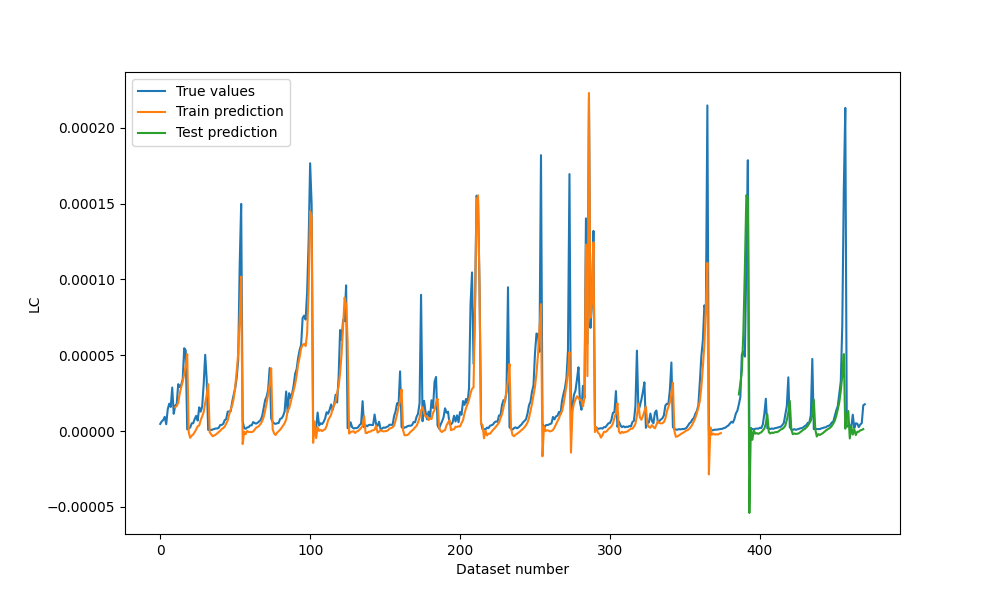 True values
Train prediction
Test prediction
0.00020
0.00015
0.00010
0.00005
0.00000
−0.00005
LC
0
100
200
300
400
Dataset number